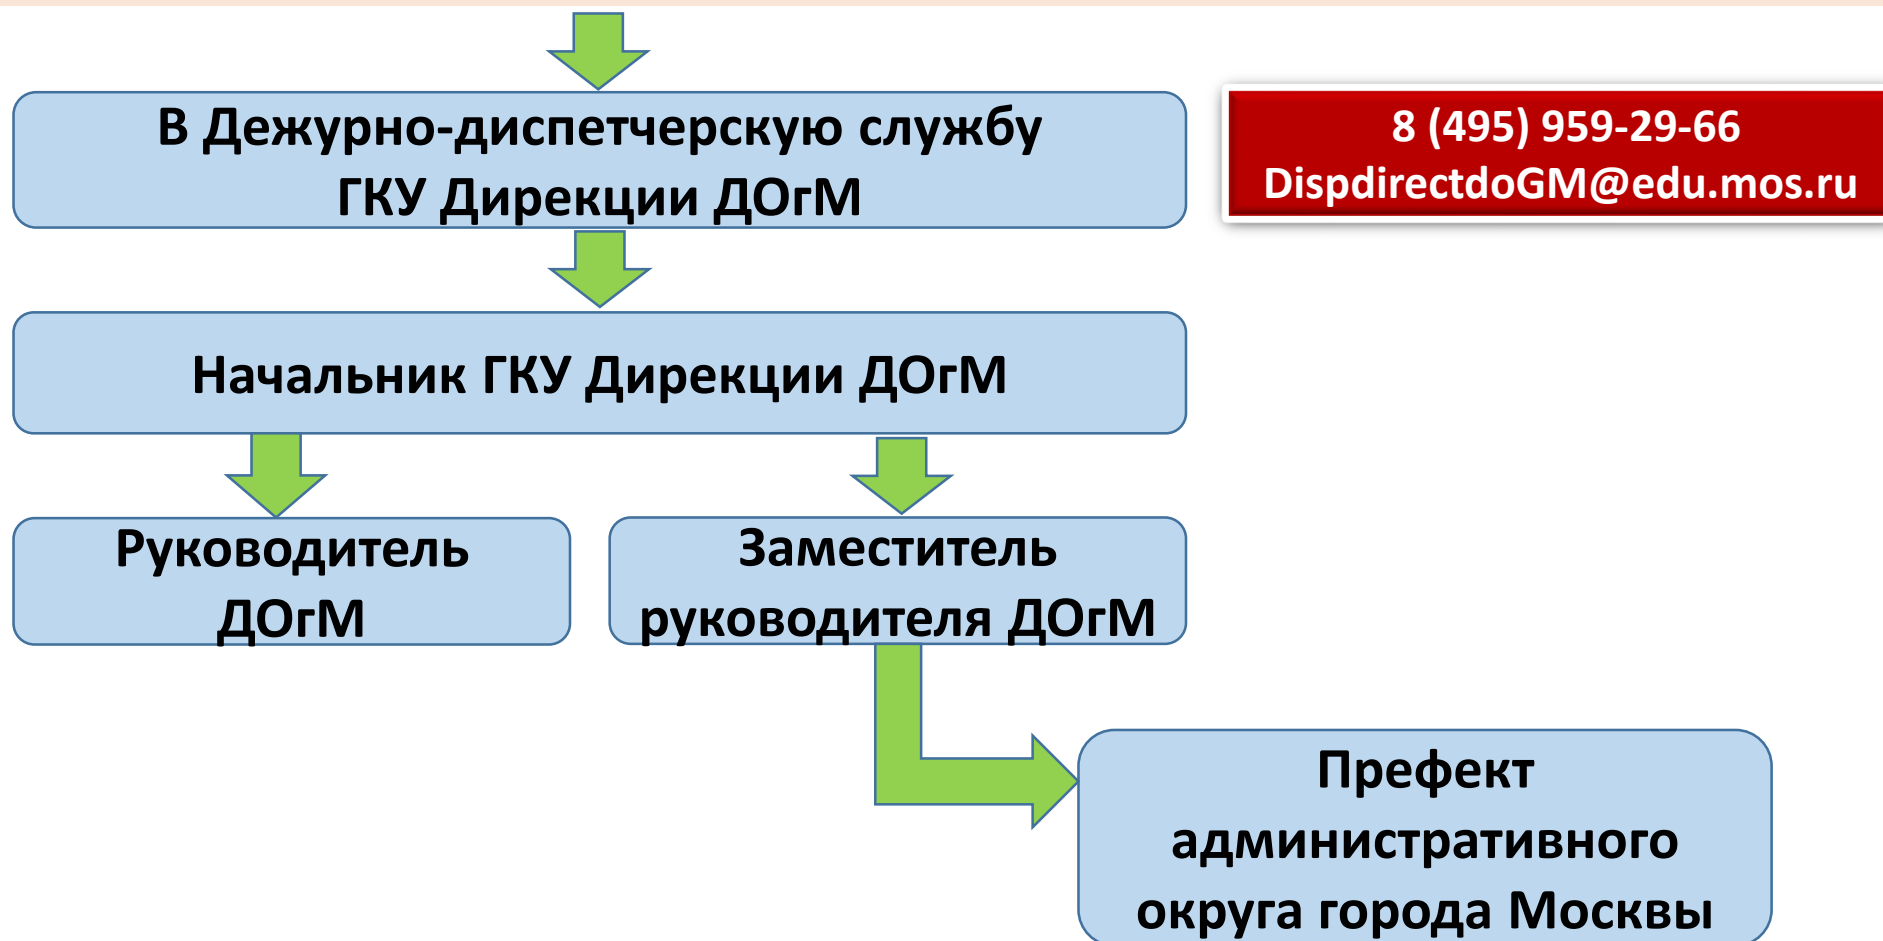 В Дежурно-диспетчерскую службу
ГКУ Дирекции ДОгМ
8 (495) 959-29-66
DispdirectdoGM@edu.mos.ru
Начальник ГКУ Дирекции ДОгМ
Руководитель
ДОгМ
Заместитель
руководителя ДОгМ
Префект
административного
округа города Москвы